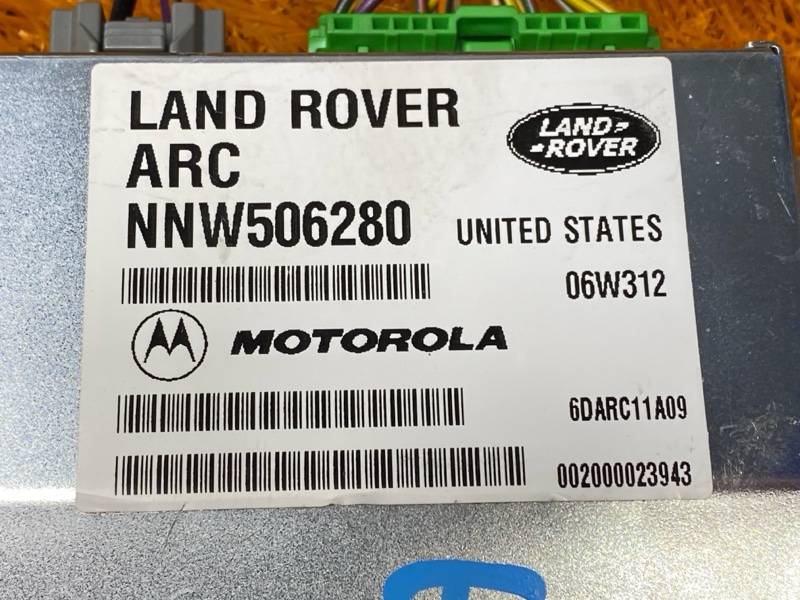 LAND ROVER
LAND ROVER
ARC
NNW506280
UNITED STATES
06W312
MOTOROLA
6DARC11A09
002000023943